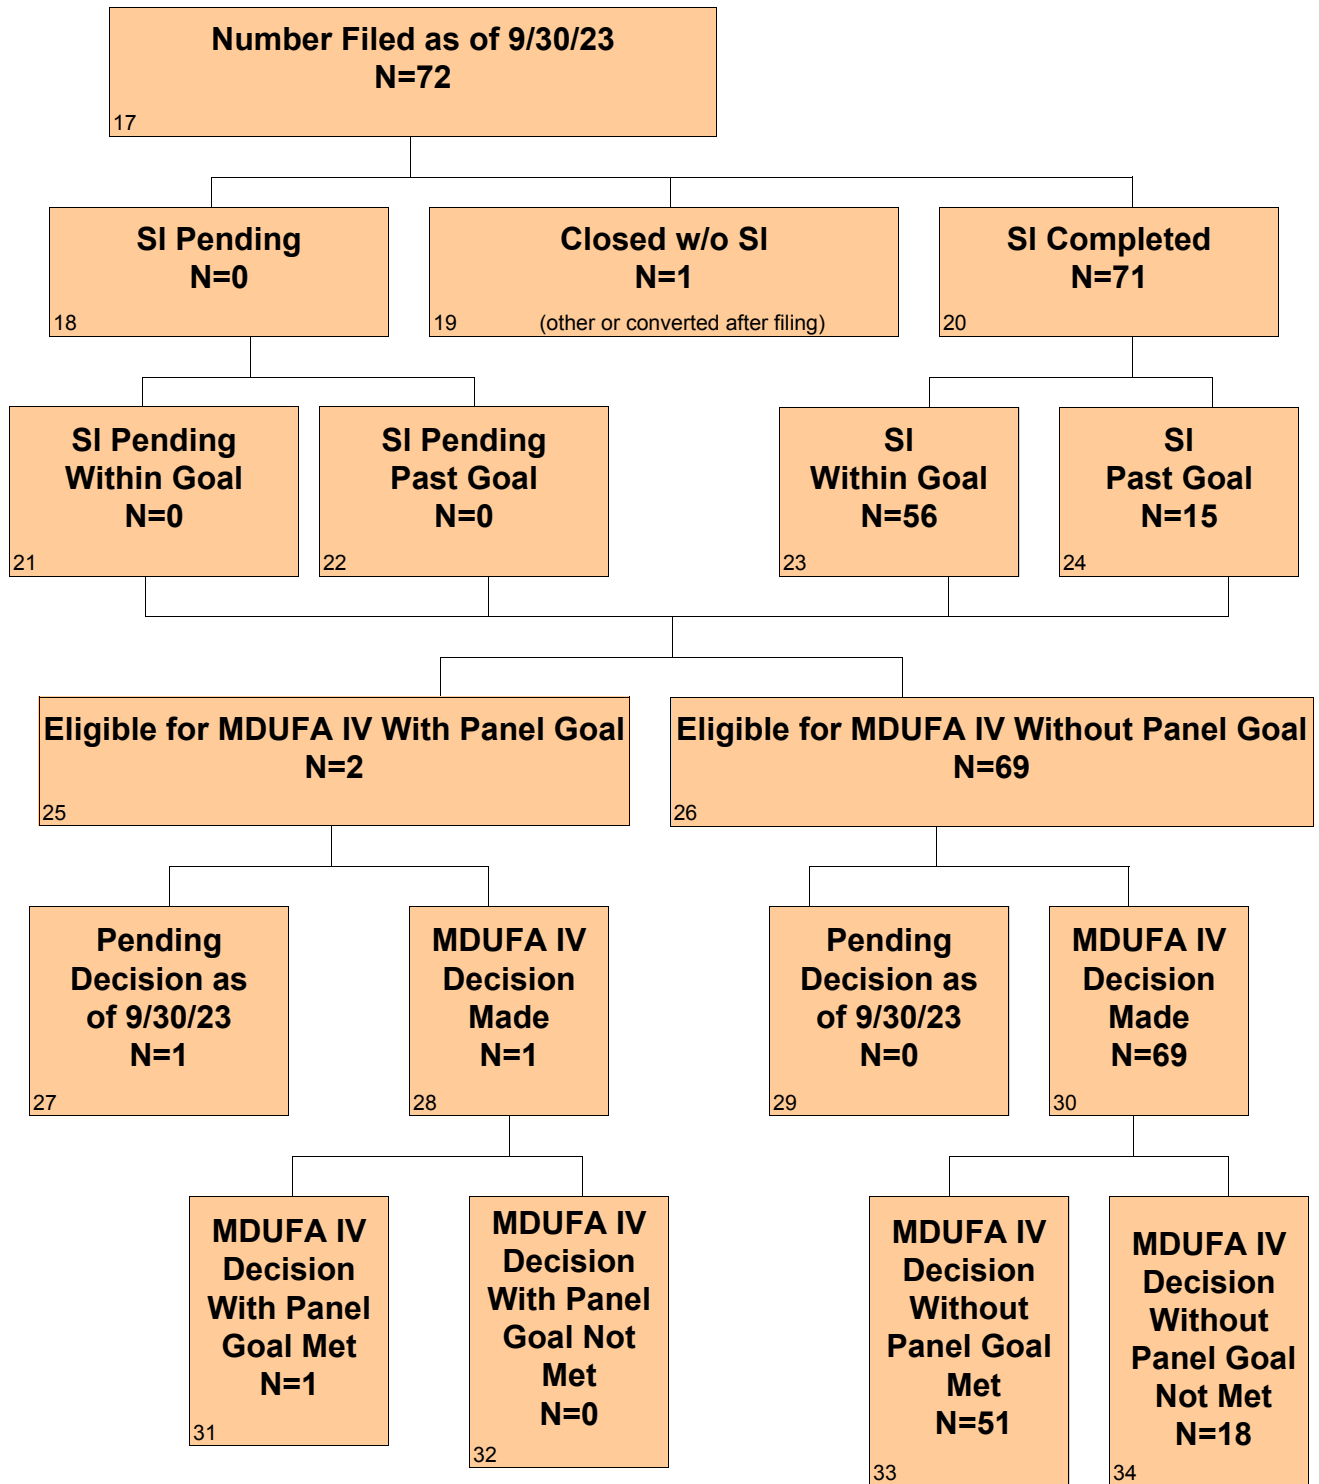 Number Filed as of 9/30/23
N=72
17
SI Pending
N=0
18
Closed w/o SI
N=1
19 (other or converted after filing)
SI Completed
N=71
20
SI Pending
Within Goal
N=0
21
SI Pending
Past Goal
N=0
22
SI
Within Goal
N=56
23
SI
Past Goal
N=15
24
Eligible for MDUFA IV With Panel Goal
N=2
25
Eligible for MDUFA IV Without Panel Goal
N=69
26
Pending
Decision as
of 9/30/23
N=1
27
MDUFA IV
Decision
Made
N=1
28
Pending
Decision as
of 9/30/23
N=0
29
MDUFA IV
Decision
Made
N=69
30
MDUFA IV
Decision
With Panel
Goal Met
N=1
31
MDUFA IV
Decision
With Panel
Goal Not
Met
N=0
32
MDUFA IV
Decision
Without
Panel Goal
Met
N=51
33
MDUFA IV
Decision
Without
Panel Goal
Not Met
N=18
34